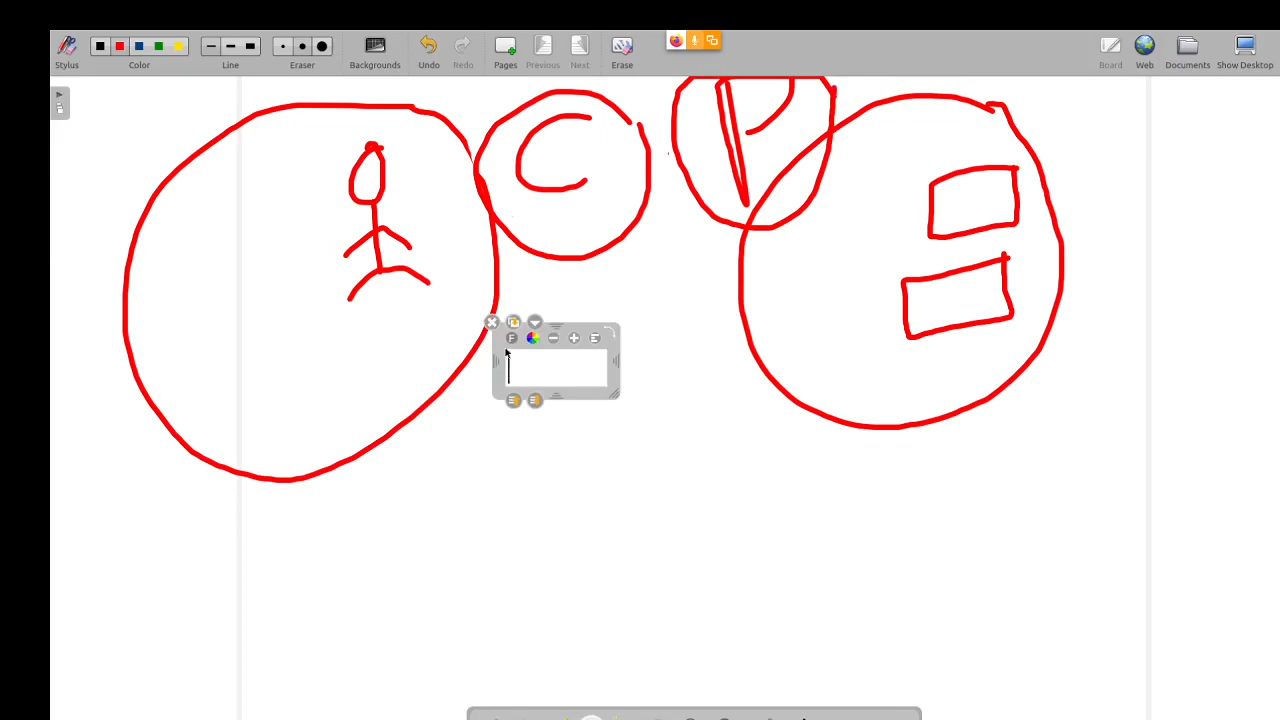 Stylus
Color
Line
Eraser
Backgrounds
Undo
Redo
Pages
Previous
Next
Erase
Board
Web
Documents
Show Desktop
C
P
F